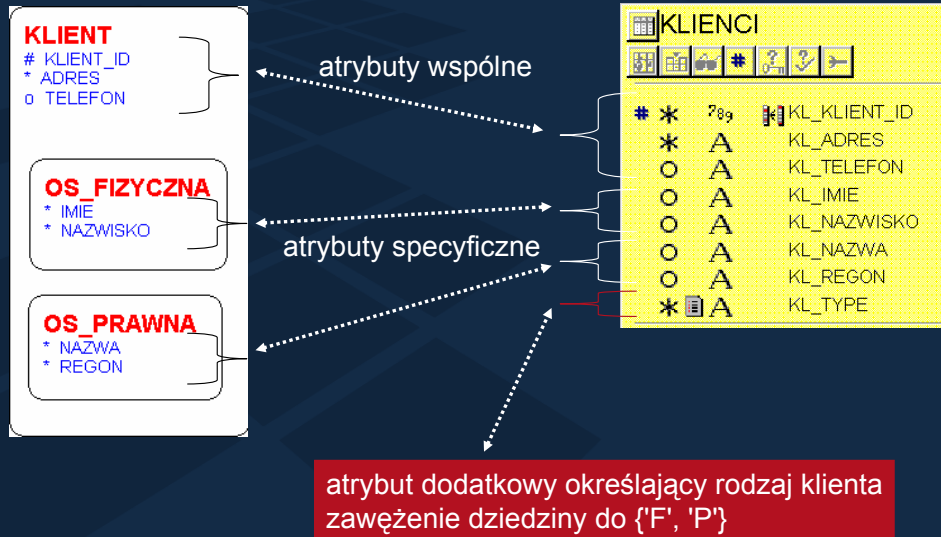 KLIENT
# KLIENT_ID
* ADRES
o TELEFON
OS_FIZYCZNA
* IMIE
* NAZWISKO
OS_PRAWNA
* NAZWA
* REGON
atrybuty wspólne
atrybuty specyficzne
KLIENCI
# * 789 KL_KLIENT_ID
* A KL_ADRES
O A KL_TELEFON
O A KL_IMIE
O A KL_NAZWISKO
O A KL_NAZWA
O A KL_REGON
* A KL_TYPE
atrybut dodatkowy określający rodzaj klienta
zawężenie dziedziny do {'F', 'P'}